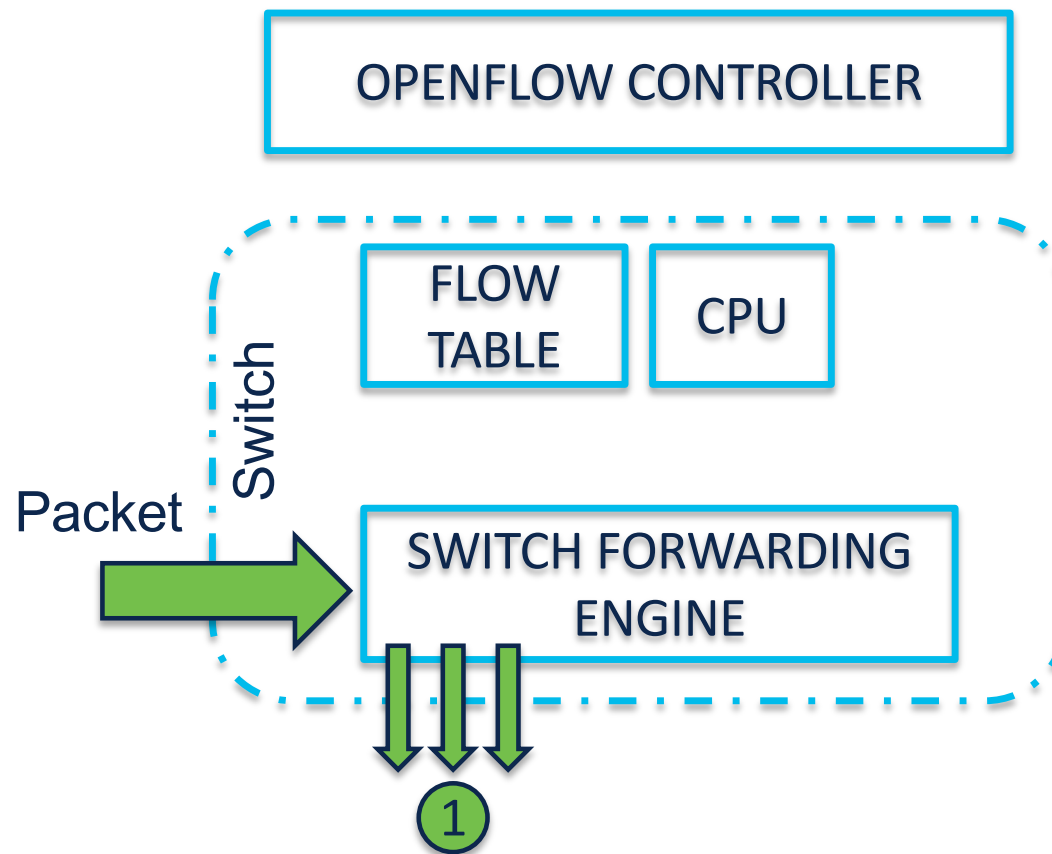 OPENFLOW CONTROLLER
FLOW
TABLE
CPU
Switch
Packet
SWITCH FORWARDING
ENGINE
1